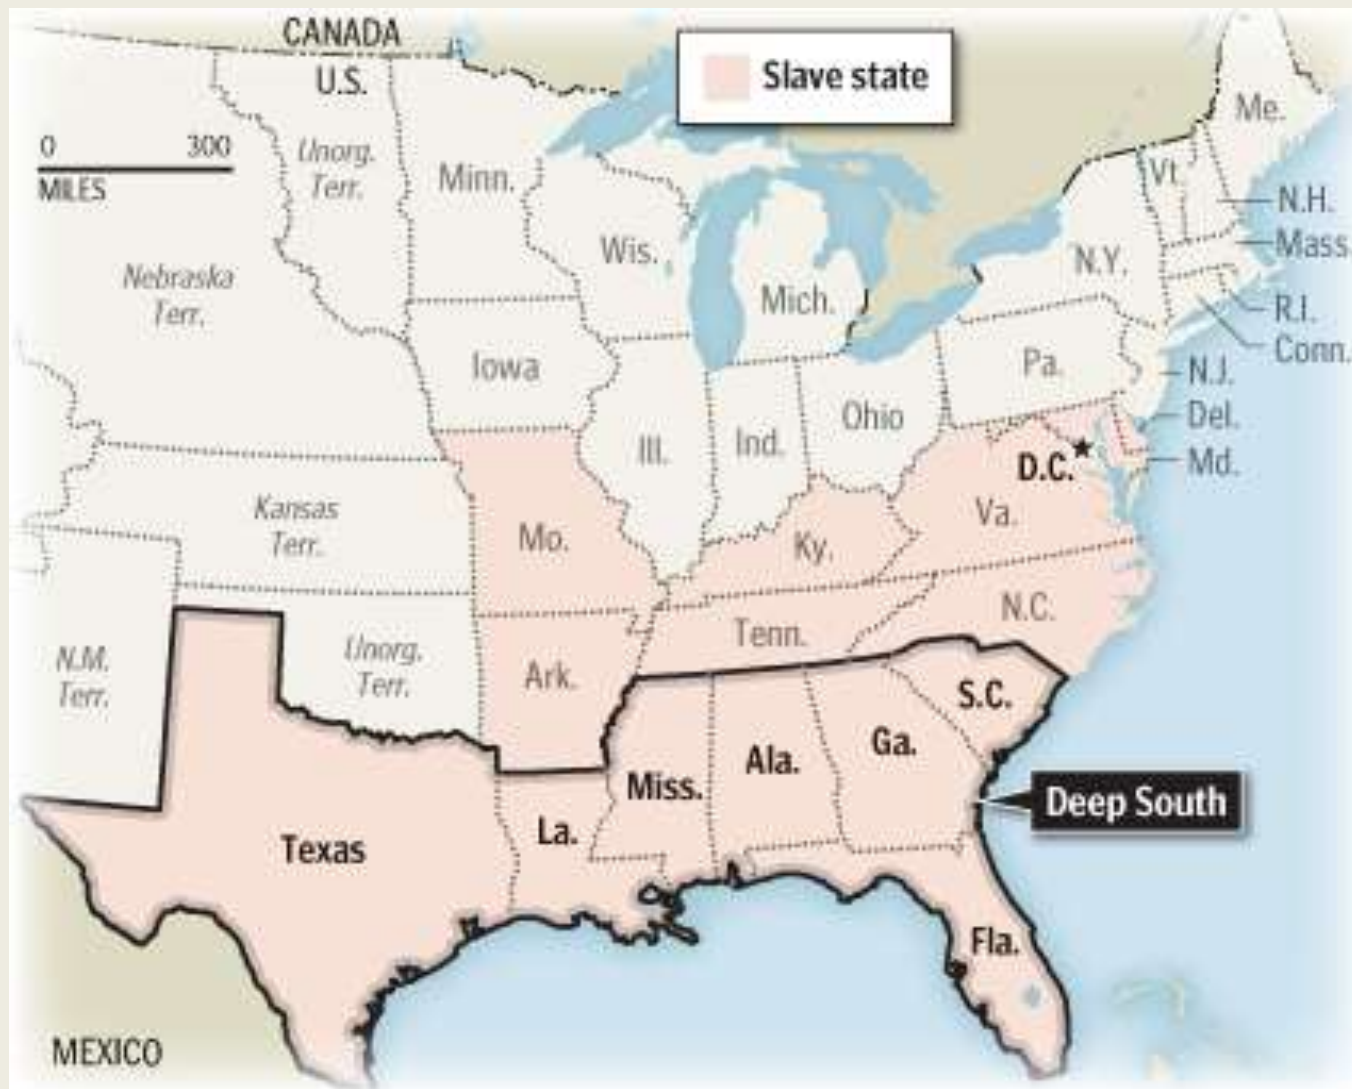 CANADA
U.S.
Slave state
0 300
MILES
Unorg.
Terr.
Minn.
Wis.
Mich.
Me.
Vt.
N.H.
Mass.
N.Y.
R.I.
Conn.
Nebraska
Terr.
Iowa
Ill.
Ind.
Ohio
Pa.
N.J.
Del.
Md.
D.C.
Kansas
Terr.
Mo.
Ky.
Va.
N.M.
Terr.
Unorg.
Terr.
Ark.
Tenn.
N.C.
S.C.
Ga.
Ala.
Miss.
La.
Texas
Deep South
Fla.
MEXICO